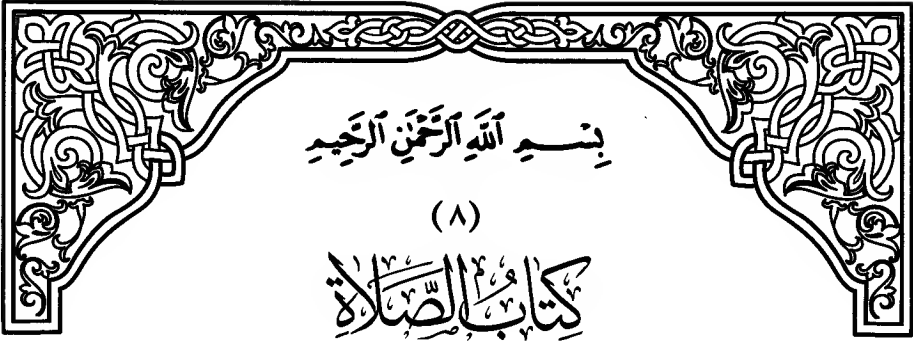 بِسْمِ ٱللَّهِ ٱلرَّحْمَٰنِ ٱلرَّحِيمِ
(٨)
كِتَابُ الصَّلَاةِ